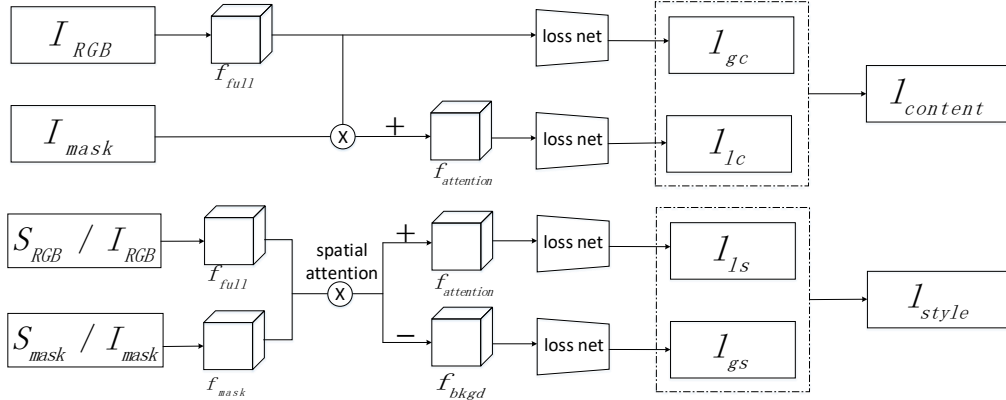 I_RGB
f_full
loss net
l_gc
I_mask
X
+
f_attention
loss net
l_lc
l_content
S_RGB / I_RGB
f_full
spatial
attention
X
+
f_attention
loss net
l_ls
S_mask / I_mask
f_mask
−
f_bkgd
loss net
l_gs
l_style